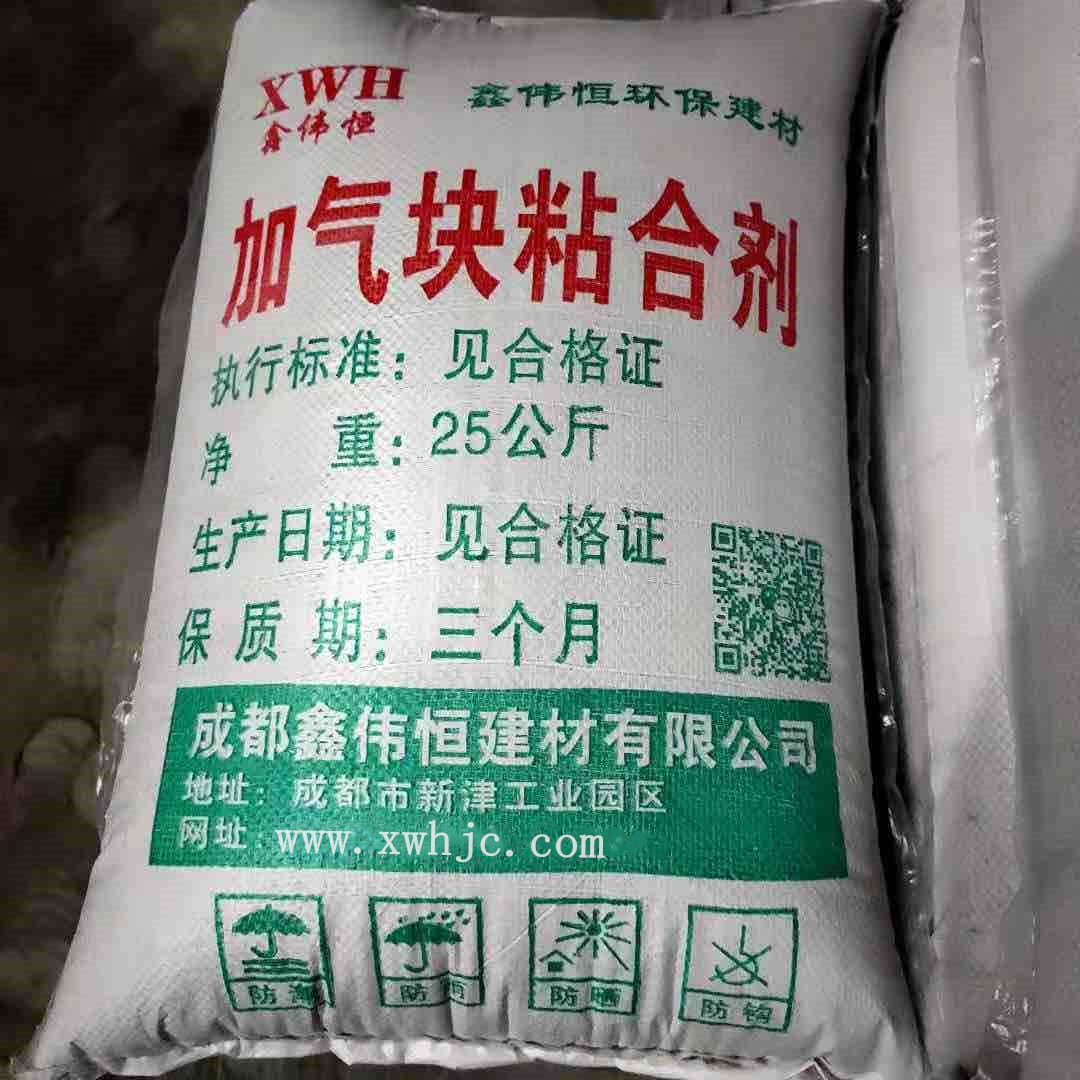 XWH
鑫伟恒
鑫伟恒环保建材
加气块粘合剂
执行标准：见合格证
净 重：25公斤
生产日期：见合格证
保质期：三个月
成都鑫伟恒建材有限公司
地址：成都市新津工业园区
网址：www.xwhjc.com
防潮
防雨
防晒
防钩